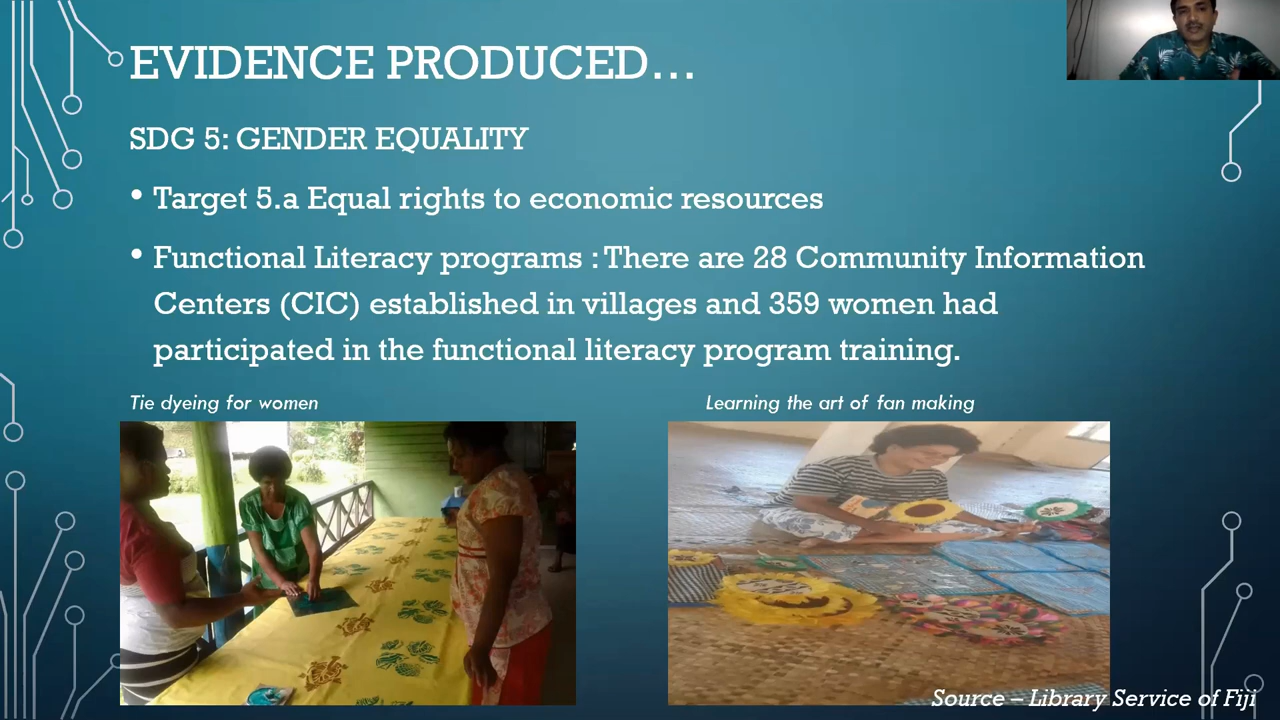 EVIDENCE PRODUCED...
SDG 5: GENDER EQUALITY
• Target 5.a Equal rights to economic resources
• Functional Literacy programs : There are 28 Community Information
Centers (CIC) established in villages and 359 women had
participated in the functional literacy program training.
Tie dyeing for women
Learning the art of fan making
Source – Library Service of Fiji